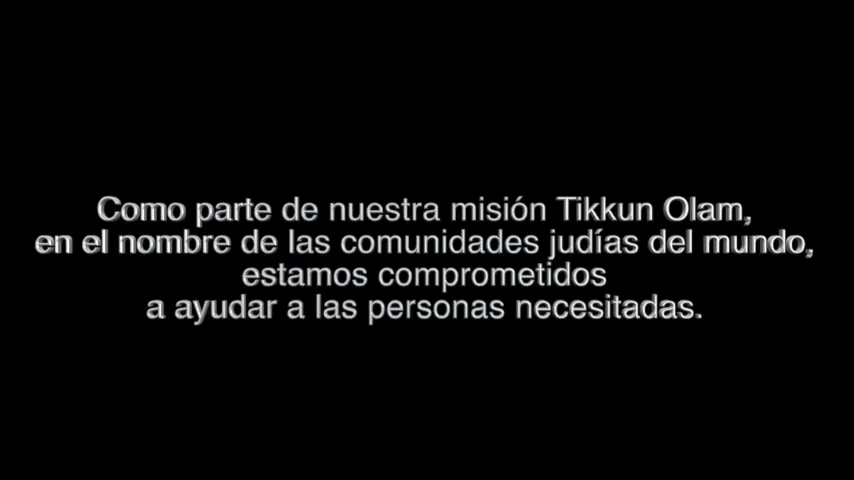 Como parte de nuestra misión Tikkun Olam,
en el nombre de las comunidades judías del mundo,
estamos comprometidos
a ayudar a las personas necesitadas.